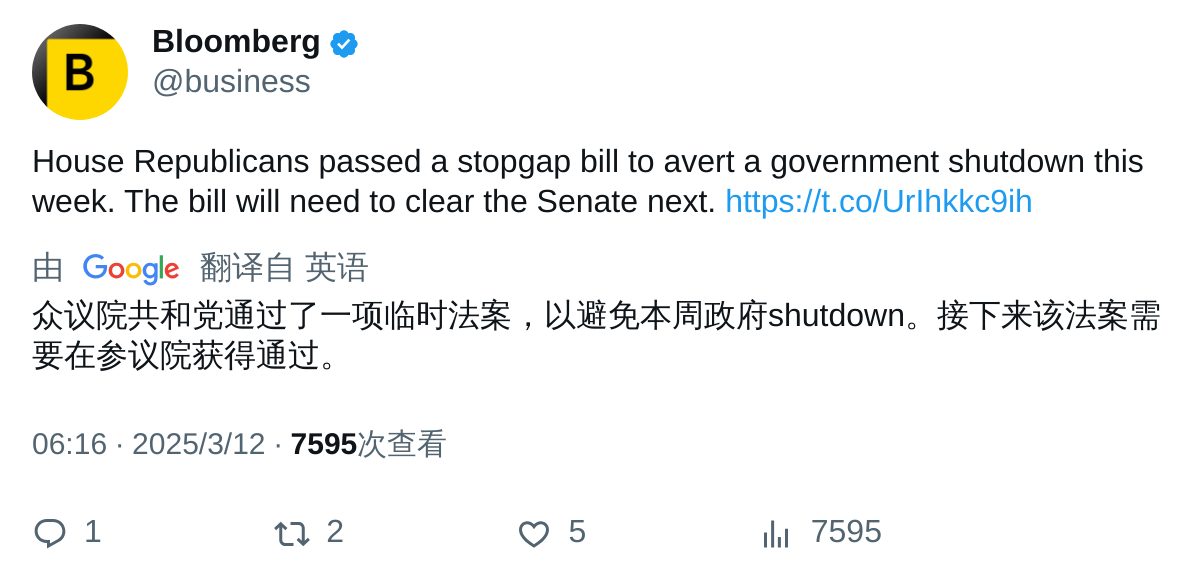 B
Bloomberg
@business
House Republicans passed a stopgap bill to avert a government shutdown this
week. The bill will need to clear the Senate next. https://t.co/UrIhkkc9ih
由 Google 翻译自 英语
众议院共和党通过了一项临时法案，以避免本周政府shutdown。接下来该法案需
要在参议院获得通过。
06:16 · 2025/3/12 · 7595次查看
1 2 5 7595